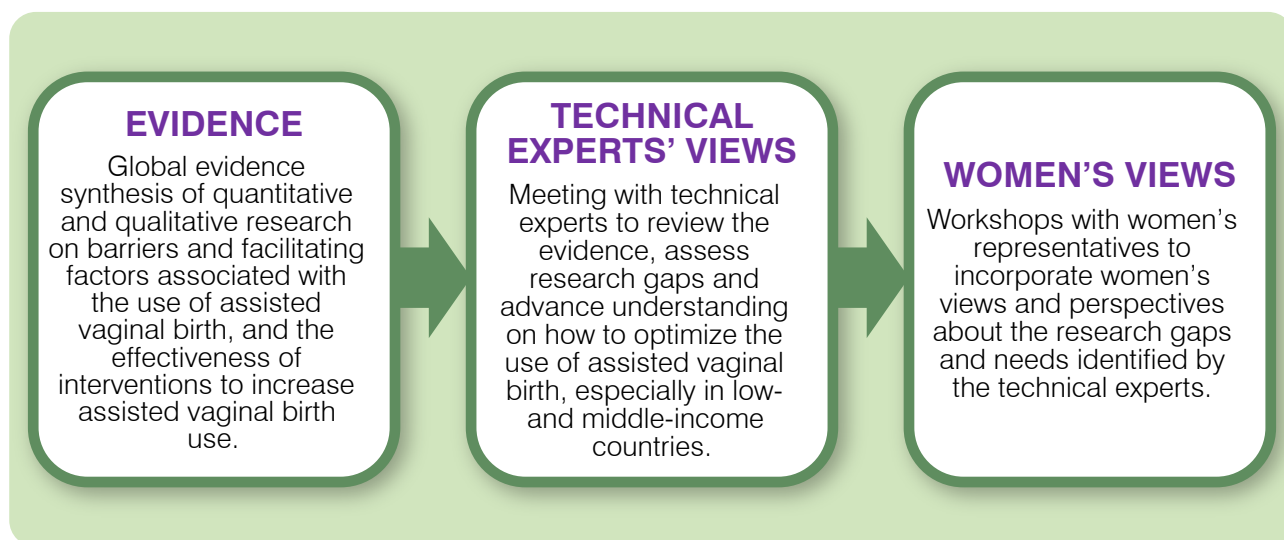 EVIDENCE
Global evidence
synthesis of quantitative
and qualitative research
on barriers and facilitating
factors associated with
the use of assisted
vaginal birth, and the
effectiveness of
interventions to increase
assisted vaginal birth
use.
TECHNICAL
EXPERTS’ VIEWS
Meeting with technical
experts to review the
evidence, assess
research gaps and
advance understanding
on how to optimize the
use of assisted vaginal
birth, especially in low-
and middle-income
countries.
WOMEN’S VIEWS
Workshops with women’s
representatives to
incorporate women’s
views and perspectives
about the research gaps
and needs identified by
the technical experts.